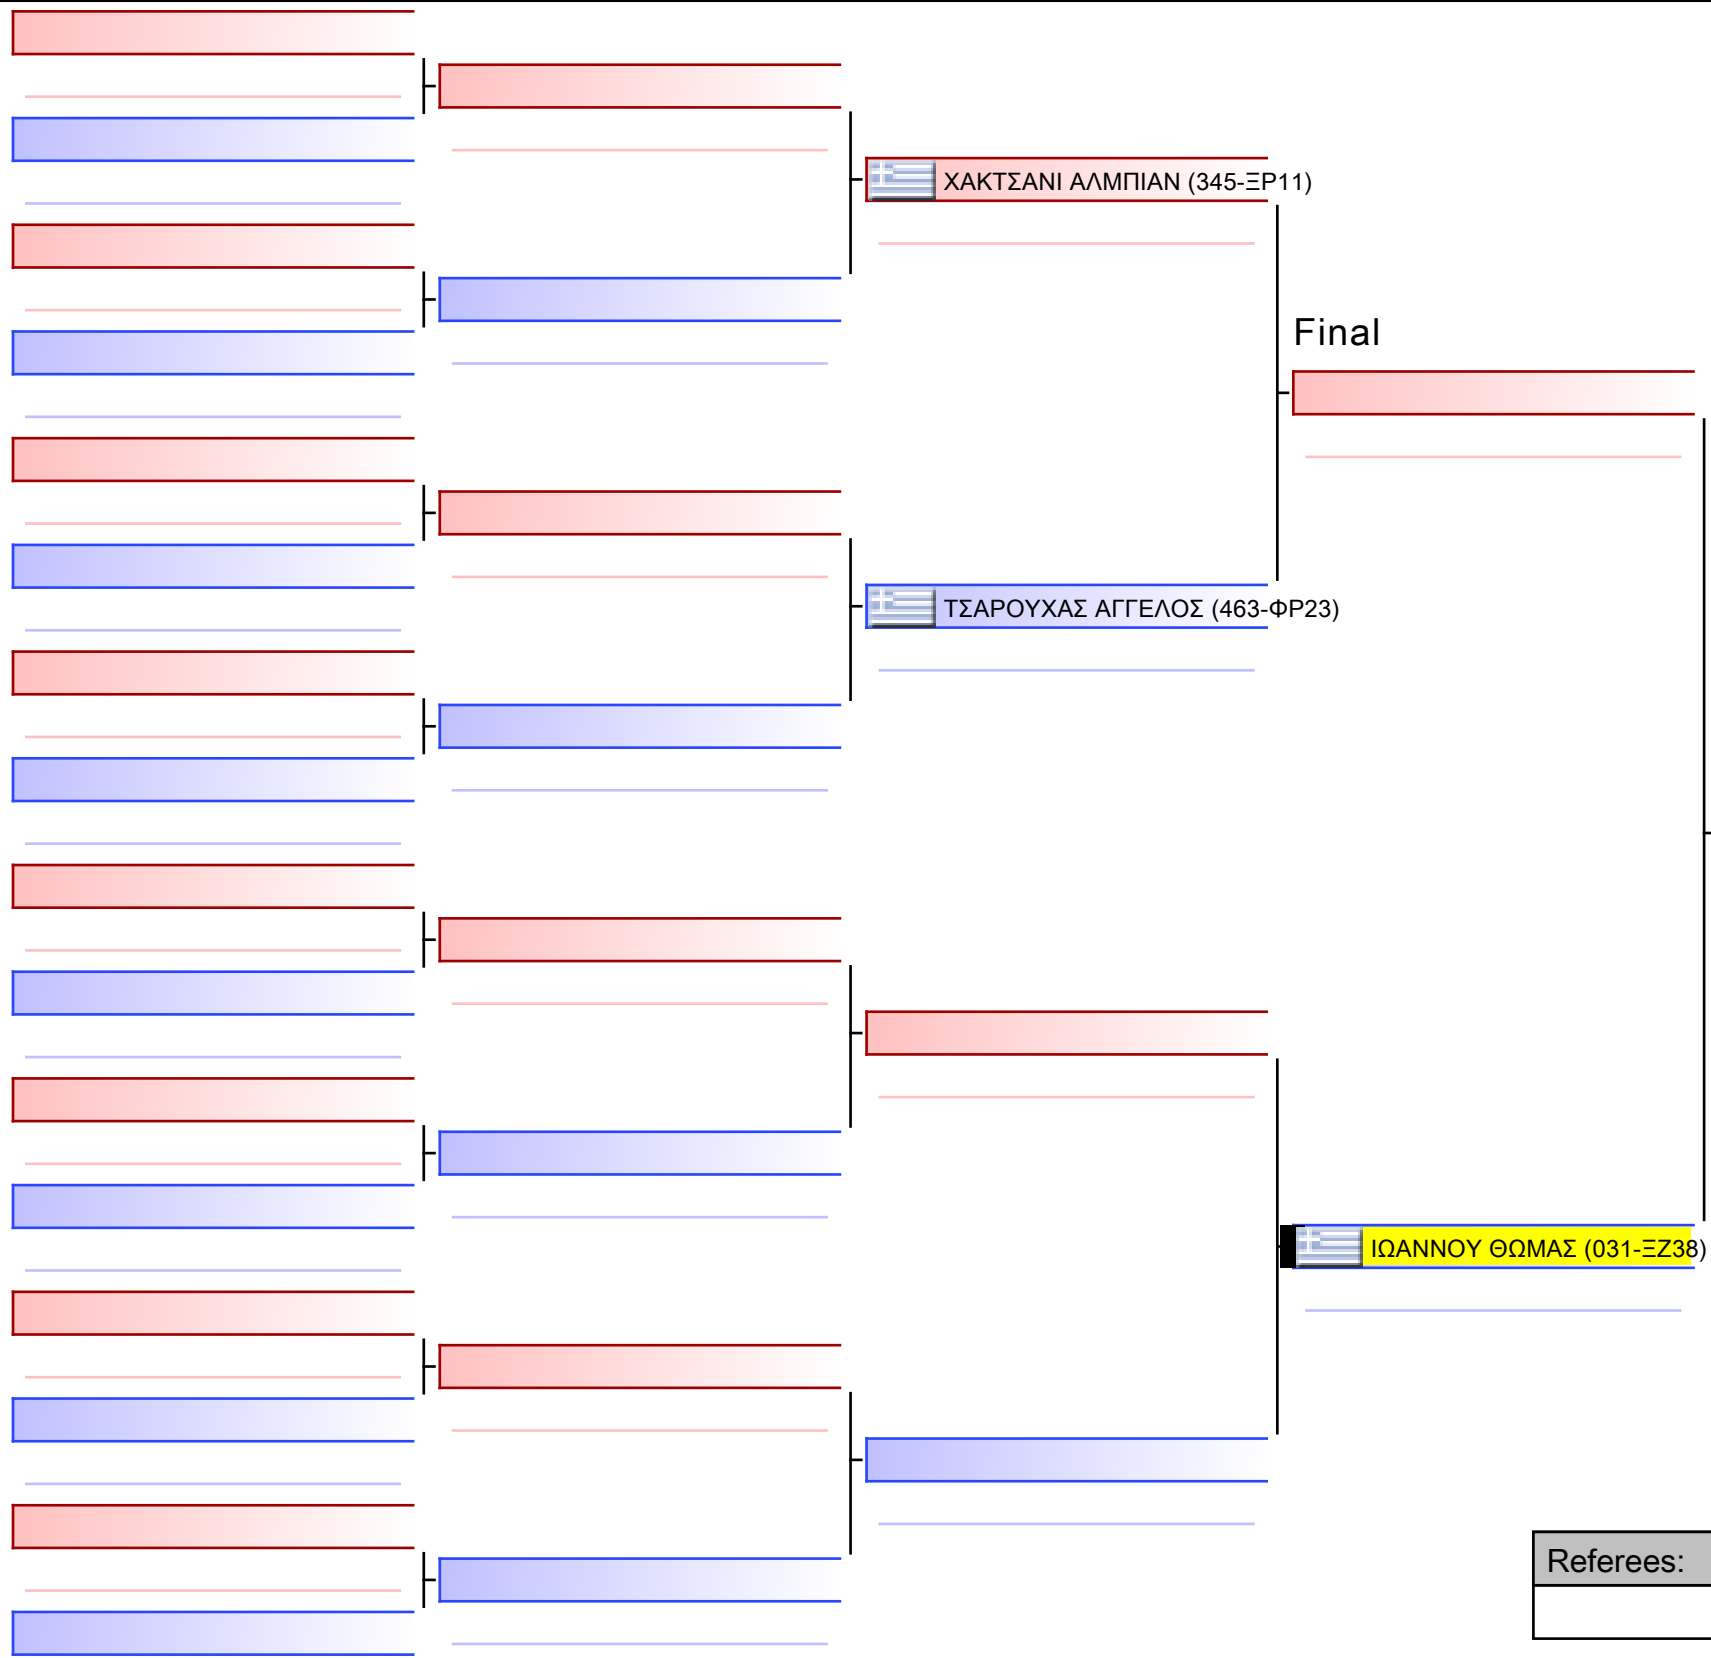 ΧΑΚΤΣΑΝΙ ΑΛΜΠΙΑΝ (345-ΞΡ11)
Final
ΤΣΑΡΟΥΧΑΣ ΑΓΓΕΛΟΣ (463-ΦΡ23)
ΙΩΑΝΝΟΥ ΘΩΜΑΣ (031-ΞΖ38)
Referees: